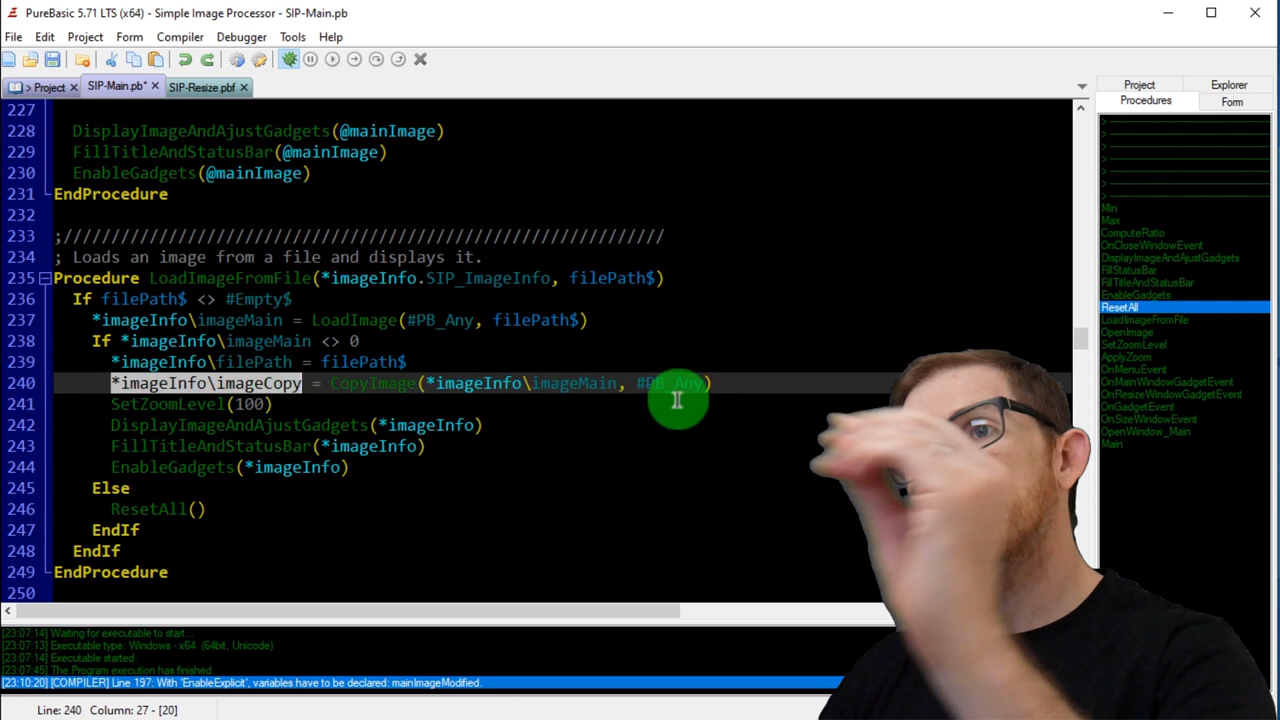 PureBasic 5.71 LTS (x64) - Simple Image Processor - SIP-Main.pb
File Edit Project Form Compiler Debugger Tools Help
> Project SIP-Main.pb* SIP-Resize.pbf
Project Explorer
Procedures Form
227
228 DisplayImageAndAjustGadgets(@mainImage)
229 FillTitleAndStatusBar(@mainImage)
230 EnableGadgets(@mainImage)
231 EndProcedure
232
233 ;///////////////////////////////////////////////////////////////
234 ; Loads an image from a file and displays it.
235 Procedure LoadImageFromFile(*imageInfo.SIP_ImageInfo, filePath$)
236 If filePath$ <> #Empty$
237 *imageInfo\imageMain = LoadImage(#PB_Any, filePath$)
238 If *imageInfo\imageMain <> 0
239 *imageInfo\filePath = filePath$
240 *imageInfo\imageCopy = CopyImage(*imageInfo\imageMain, #PB_Any)
241 SetZoomLevel(100)
242 DisplayImageAndAjustGadgets(*imageInfo)
243 FillTitleAndStatusBar(*imageInfo)
244 EnableGadgets(*imageInfo)
245 Else
246 ResetAll()
247 EndIf
248 EndIf
249 EndProcedure
250
Min
Max
ComputeRatio
OnCloseWindowEvent
DisplayImageAndAjustGadgets
FillStatusBar
FillTitleAndStatusBar
EnableGadgets
ResetAll
LoadImageFromFile
OpenImage
SetZoomLevel
ApplyZoom
OnMenuEvent
OnMainWindowGadgetEvent
OnResizeWindowGadgetEvent
OnGadgetEvent
OnSizeWindowEvent
OpenWindow_Main
Main
[23:07:14] Waiting for executable to start...
[23:07:13] Executable type: Windows - x64 (64bit, Unicode)
[23:07:14] Executable started.
[23:07:45] The Program execution has finished.
[23:10:20] [COMPILER] Line 197: With 'EnableExplicit', variables have to be declared: mainImageModified.
Line: 240 Column: 27 - [20]